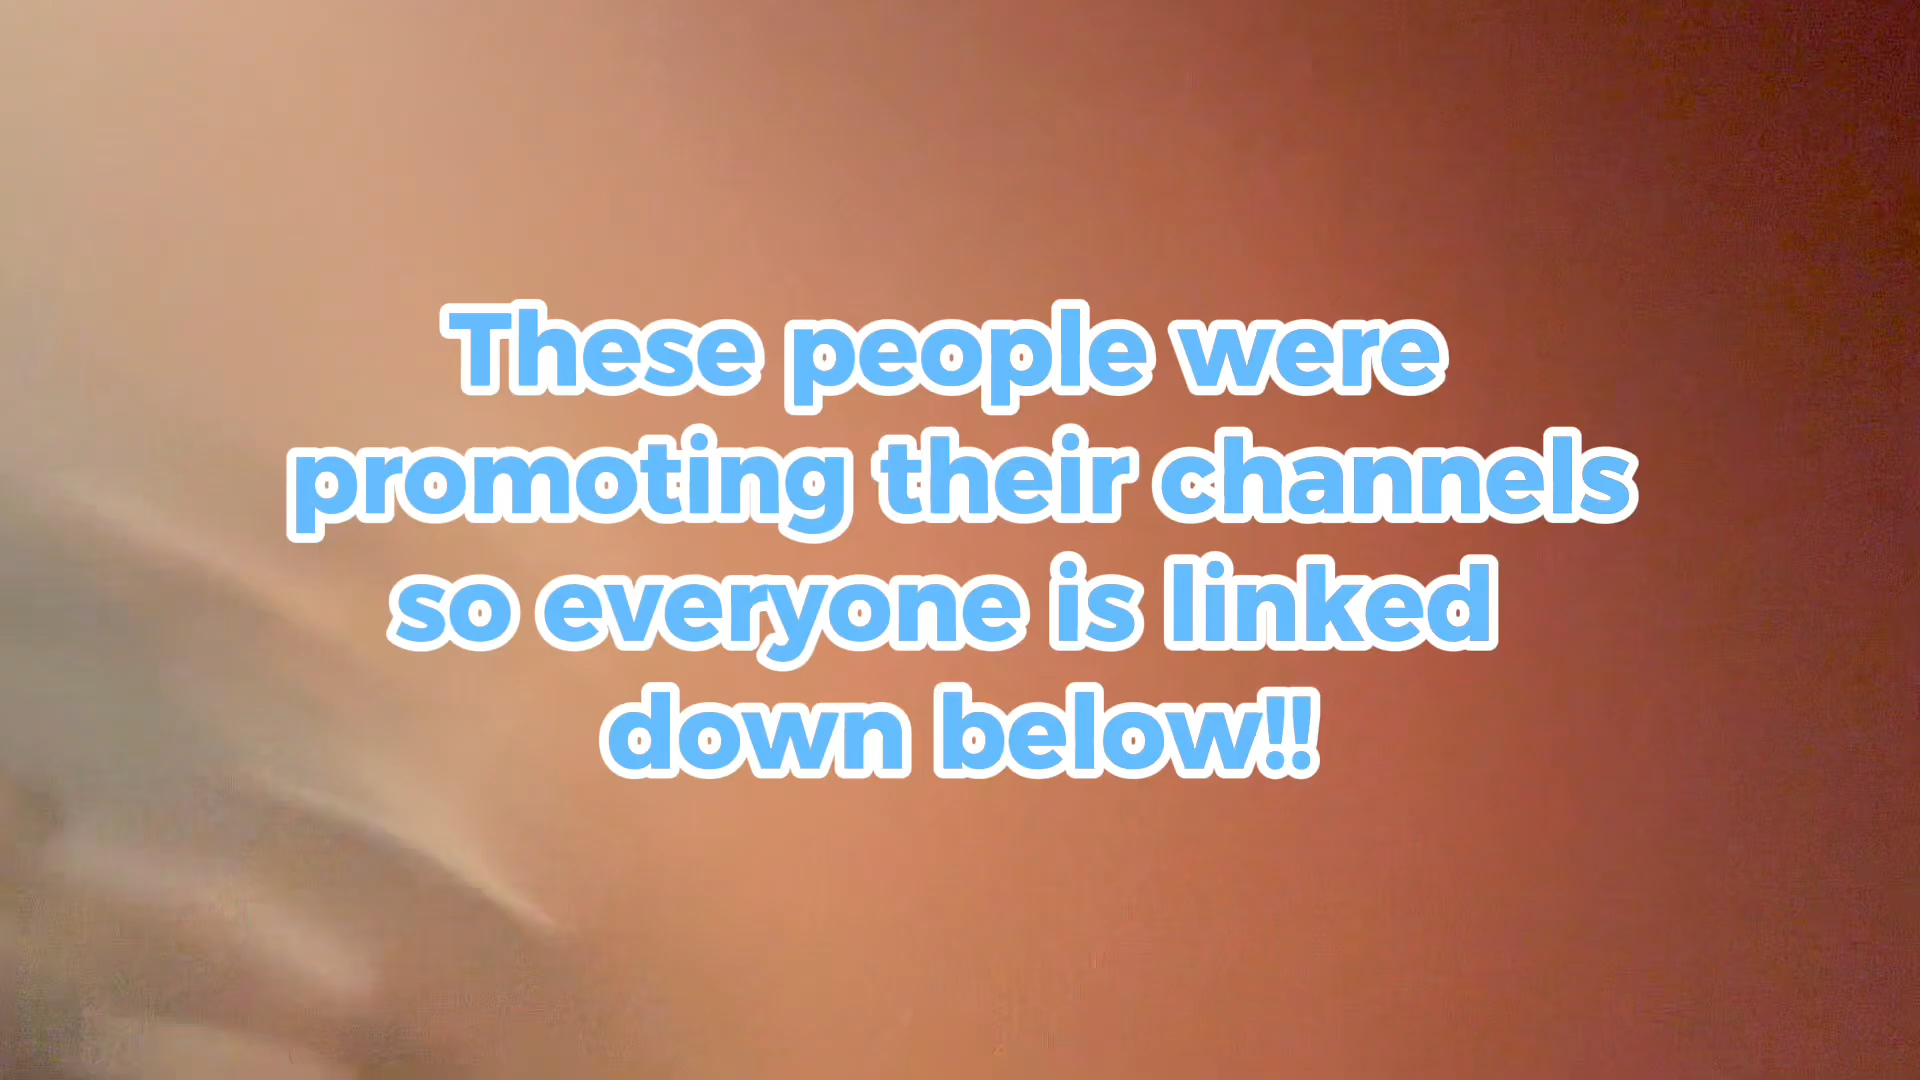 These people were
promoting their channels
so everyone is linked
down below!!